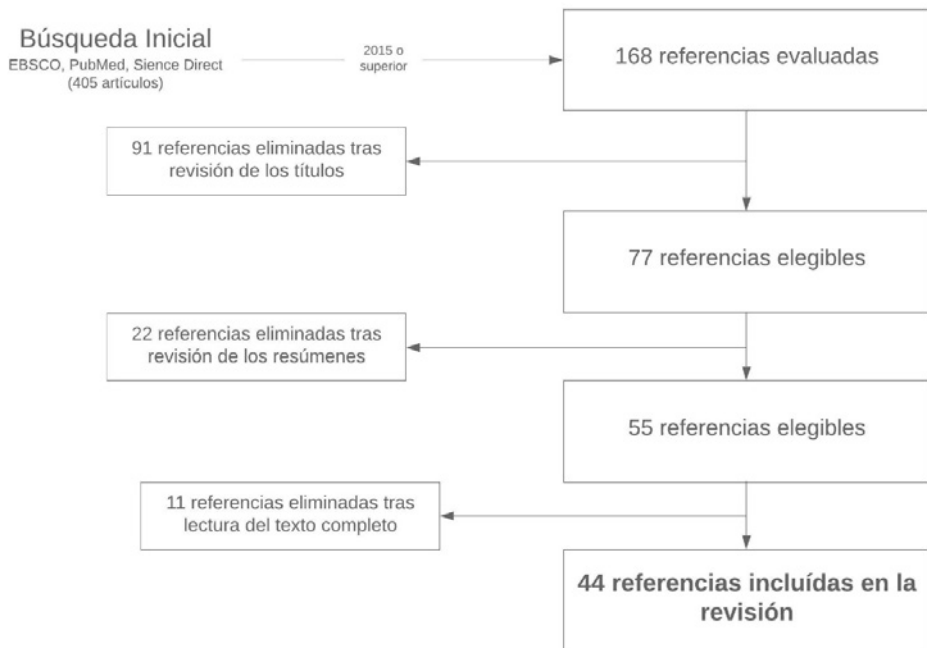 Búsqueda Inicial
EBSCO, PubMed, Sience Direct
(405 artículos)
2015 o
superior
168 referencias evaluadas
91 referencias eliminadas tras
revisión de los títulos
77 referencias elegibles
22 referencias eliminadas tras
revisión de los resúmenes
55 referencias elegibles
11 referencias eliminadas tras
lectura del texto completo
44 referencias incluídas en la
revisión